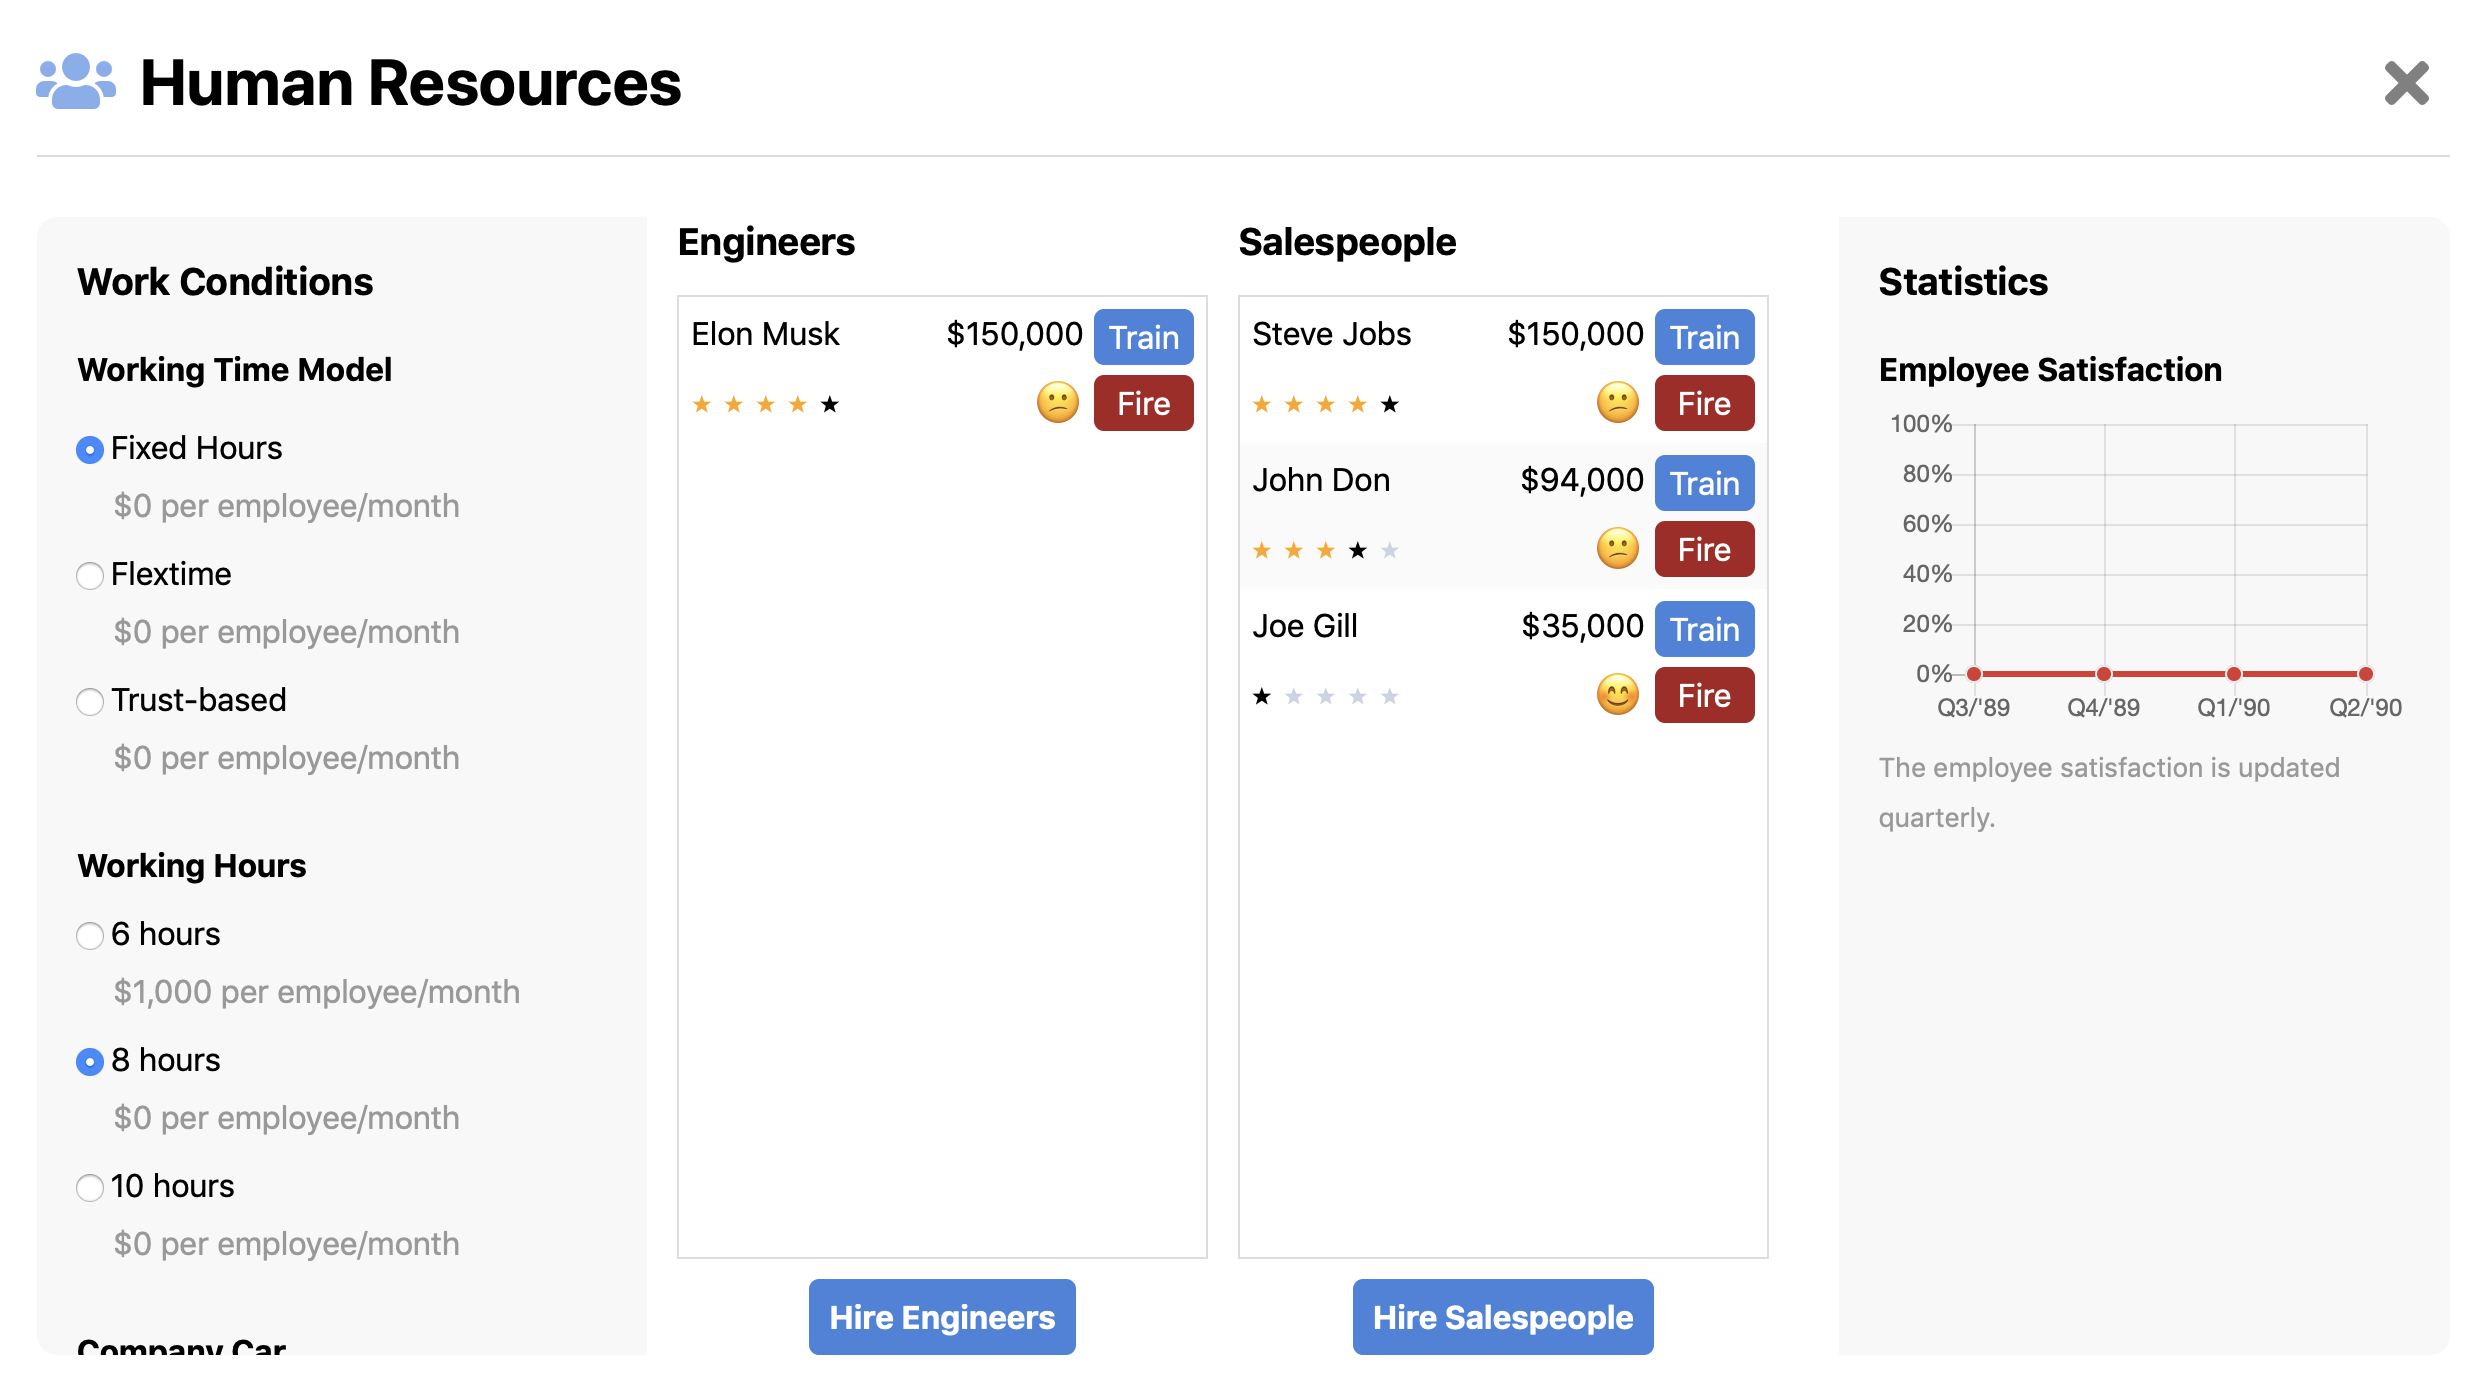 Human Resources
Work Conditions
Working Time Model
Fixed Hours
$0 per employee/month
Flextime
$0 per employee/month
Trust-based
$0 per employee/month
Working Hours
6 hours
$1,000 per employee/month
8 hours
$0 per employee/month
10 hours
$0 per employee/month
Company Car
Engineers
Elon Musk $150,000 Train
Fire
Hire Engineers
Salespeople
Steve Jobs $150,000 Train
Fire
John Don $94,000 Train
Fire
Joe Gill $35,000 Train
Fire
Hire Salespeople
Statistics
Employee Satisfaction
100%
80%
60%
40%
20%
0%
Q3/'89 Q4/'89 Q1/'90 Q2/'90
The employee satisfaction is updated
quarterly.